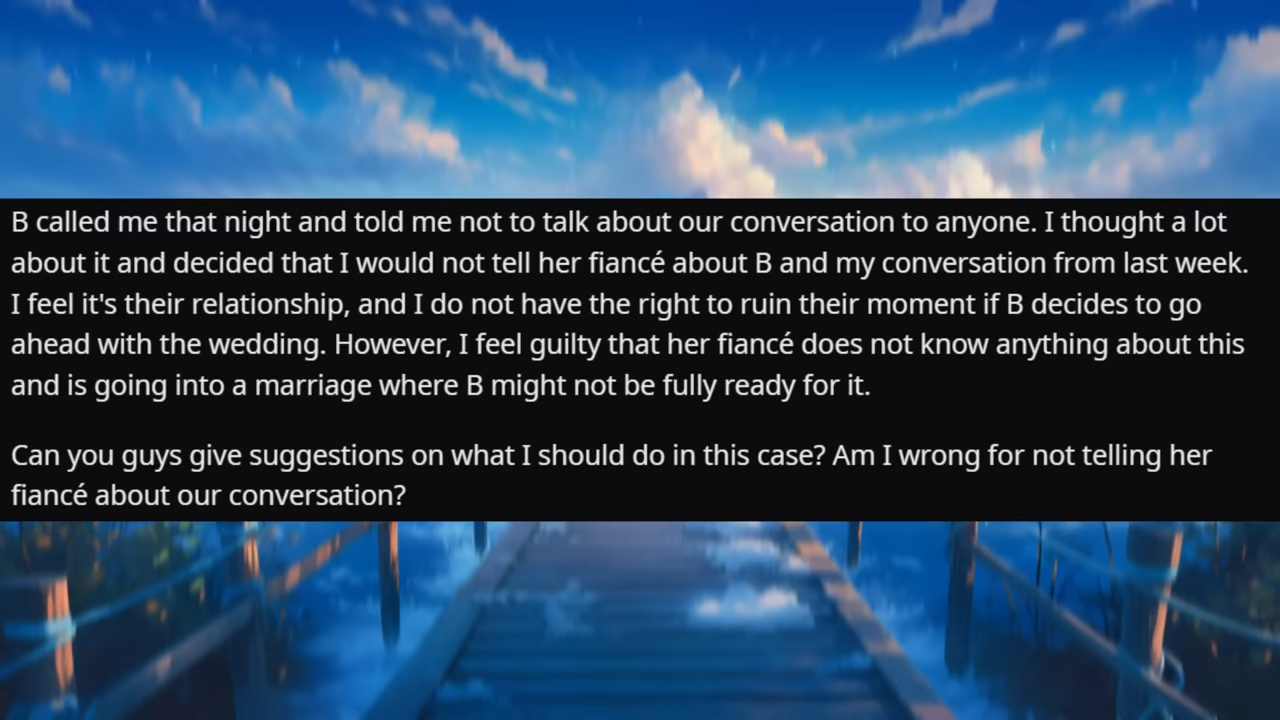 B called me that night and told me not to talk about our conversation to anyone. I thought a lot
about it and decided that I would not tell her fiancé about B and my conversation from last week.
I feel it's their relationship, and I do not have the right to ruin their moment if B decides to go
ahead with the wedding. However, I feel guilty that her fiancé does not know anything about this
and is going into a marriage where B might not be fully ready for it.
Can you guys give suggestions on what I should do in this case? Am I wrong for not telling her
fiancé about our conversation?